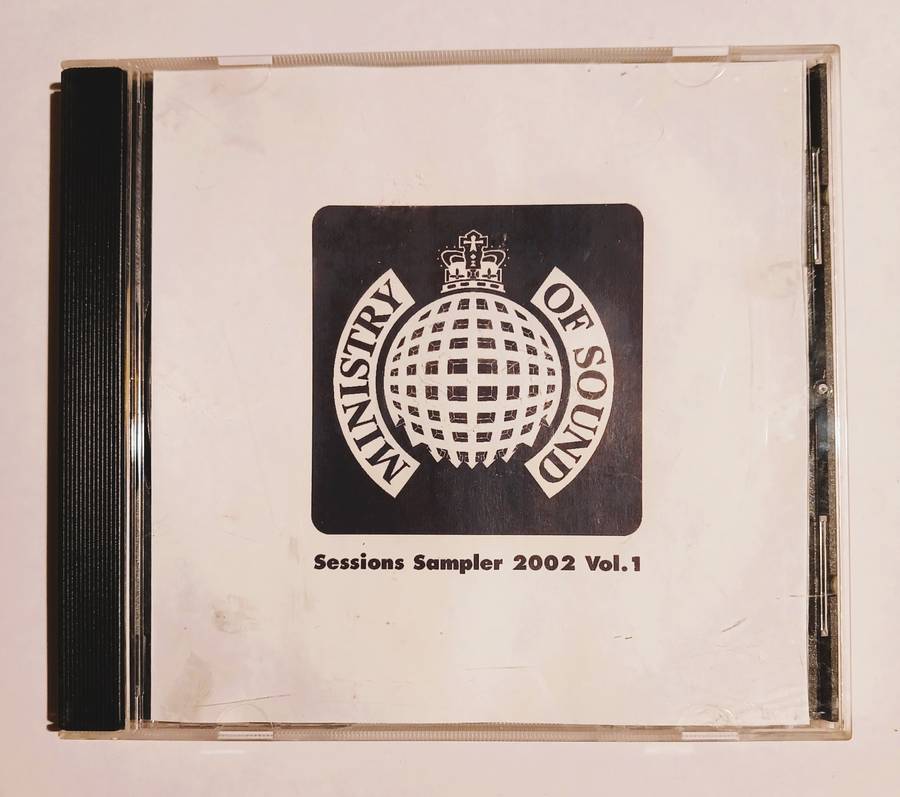 MINISTRY
OF SOUND
Sessions Sampler 2002 Vol.1